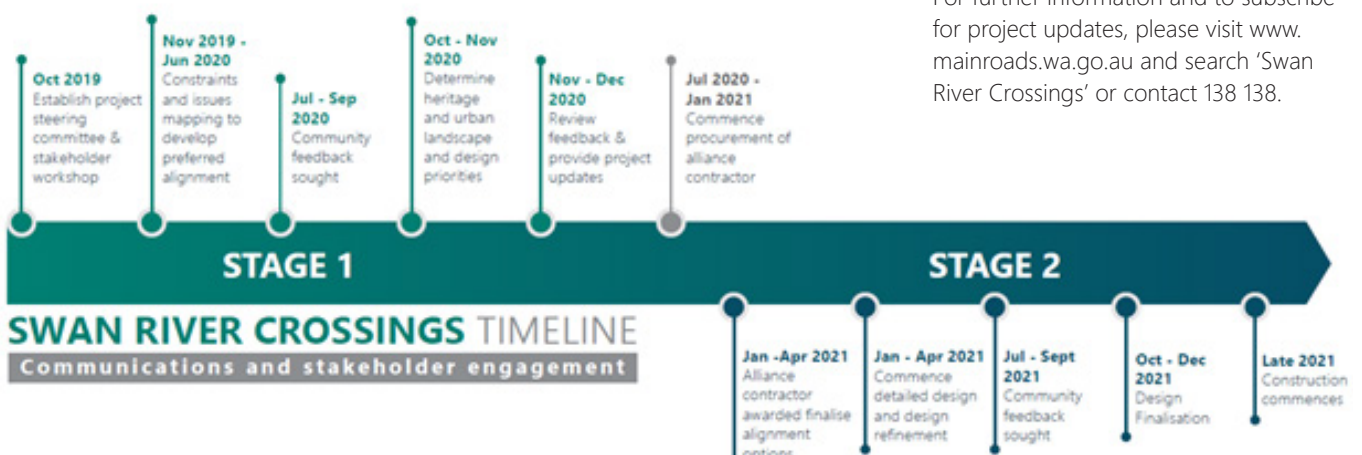 For further information and to subscribe
for project updates, please visit www.
mainroads.wa.go.au and search ‘Swan
River Crossings’ or contact 138 138.
Oct 2019
Establish project
steering
committee &
stakeholder
workshop
Nov 2019 -
Jun 2020
Constraints
and issues
mapping to
develop
preferred
alignment
Jul - Sep
2020
Community
feedback
sought
Oct - Nov
2020
Determine
heritage
and urban
landscape
and design
priorities
Nov - Dec
2020
Review
feedback &
provide project
updates
Jul 2020 -
Jan 2021
Commence
procurement of
alliance
contractor
STAGE 1
STAGE 2
SWAN RIVER CROSSINGS TIMELINE
Communications and stakeholder engagement
Jan -Apr 2021
Alliance
contractor
awarded finalise
alignment
options
Jan - Apr 2021
Commence
detailed design
and design
refinement
Jul - Sept
2021
Community
feedback
sought
Oct - Dec
2021
Design
Finalisation
Late 2021
Construction
commences